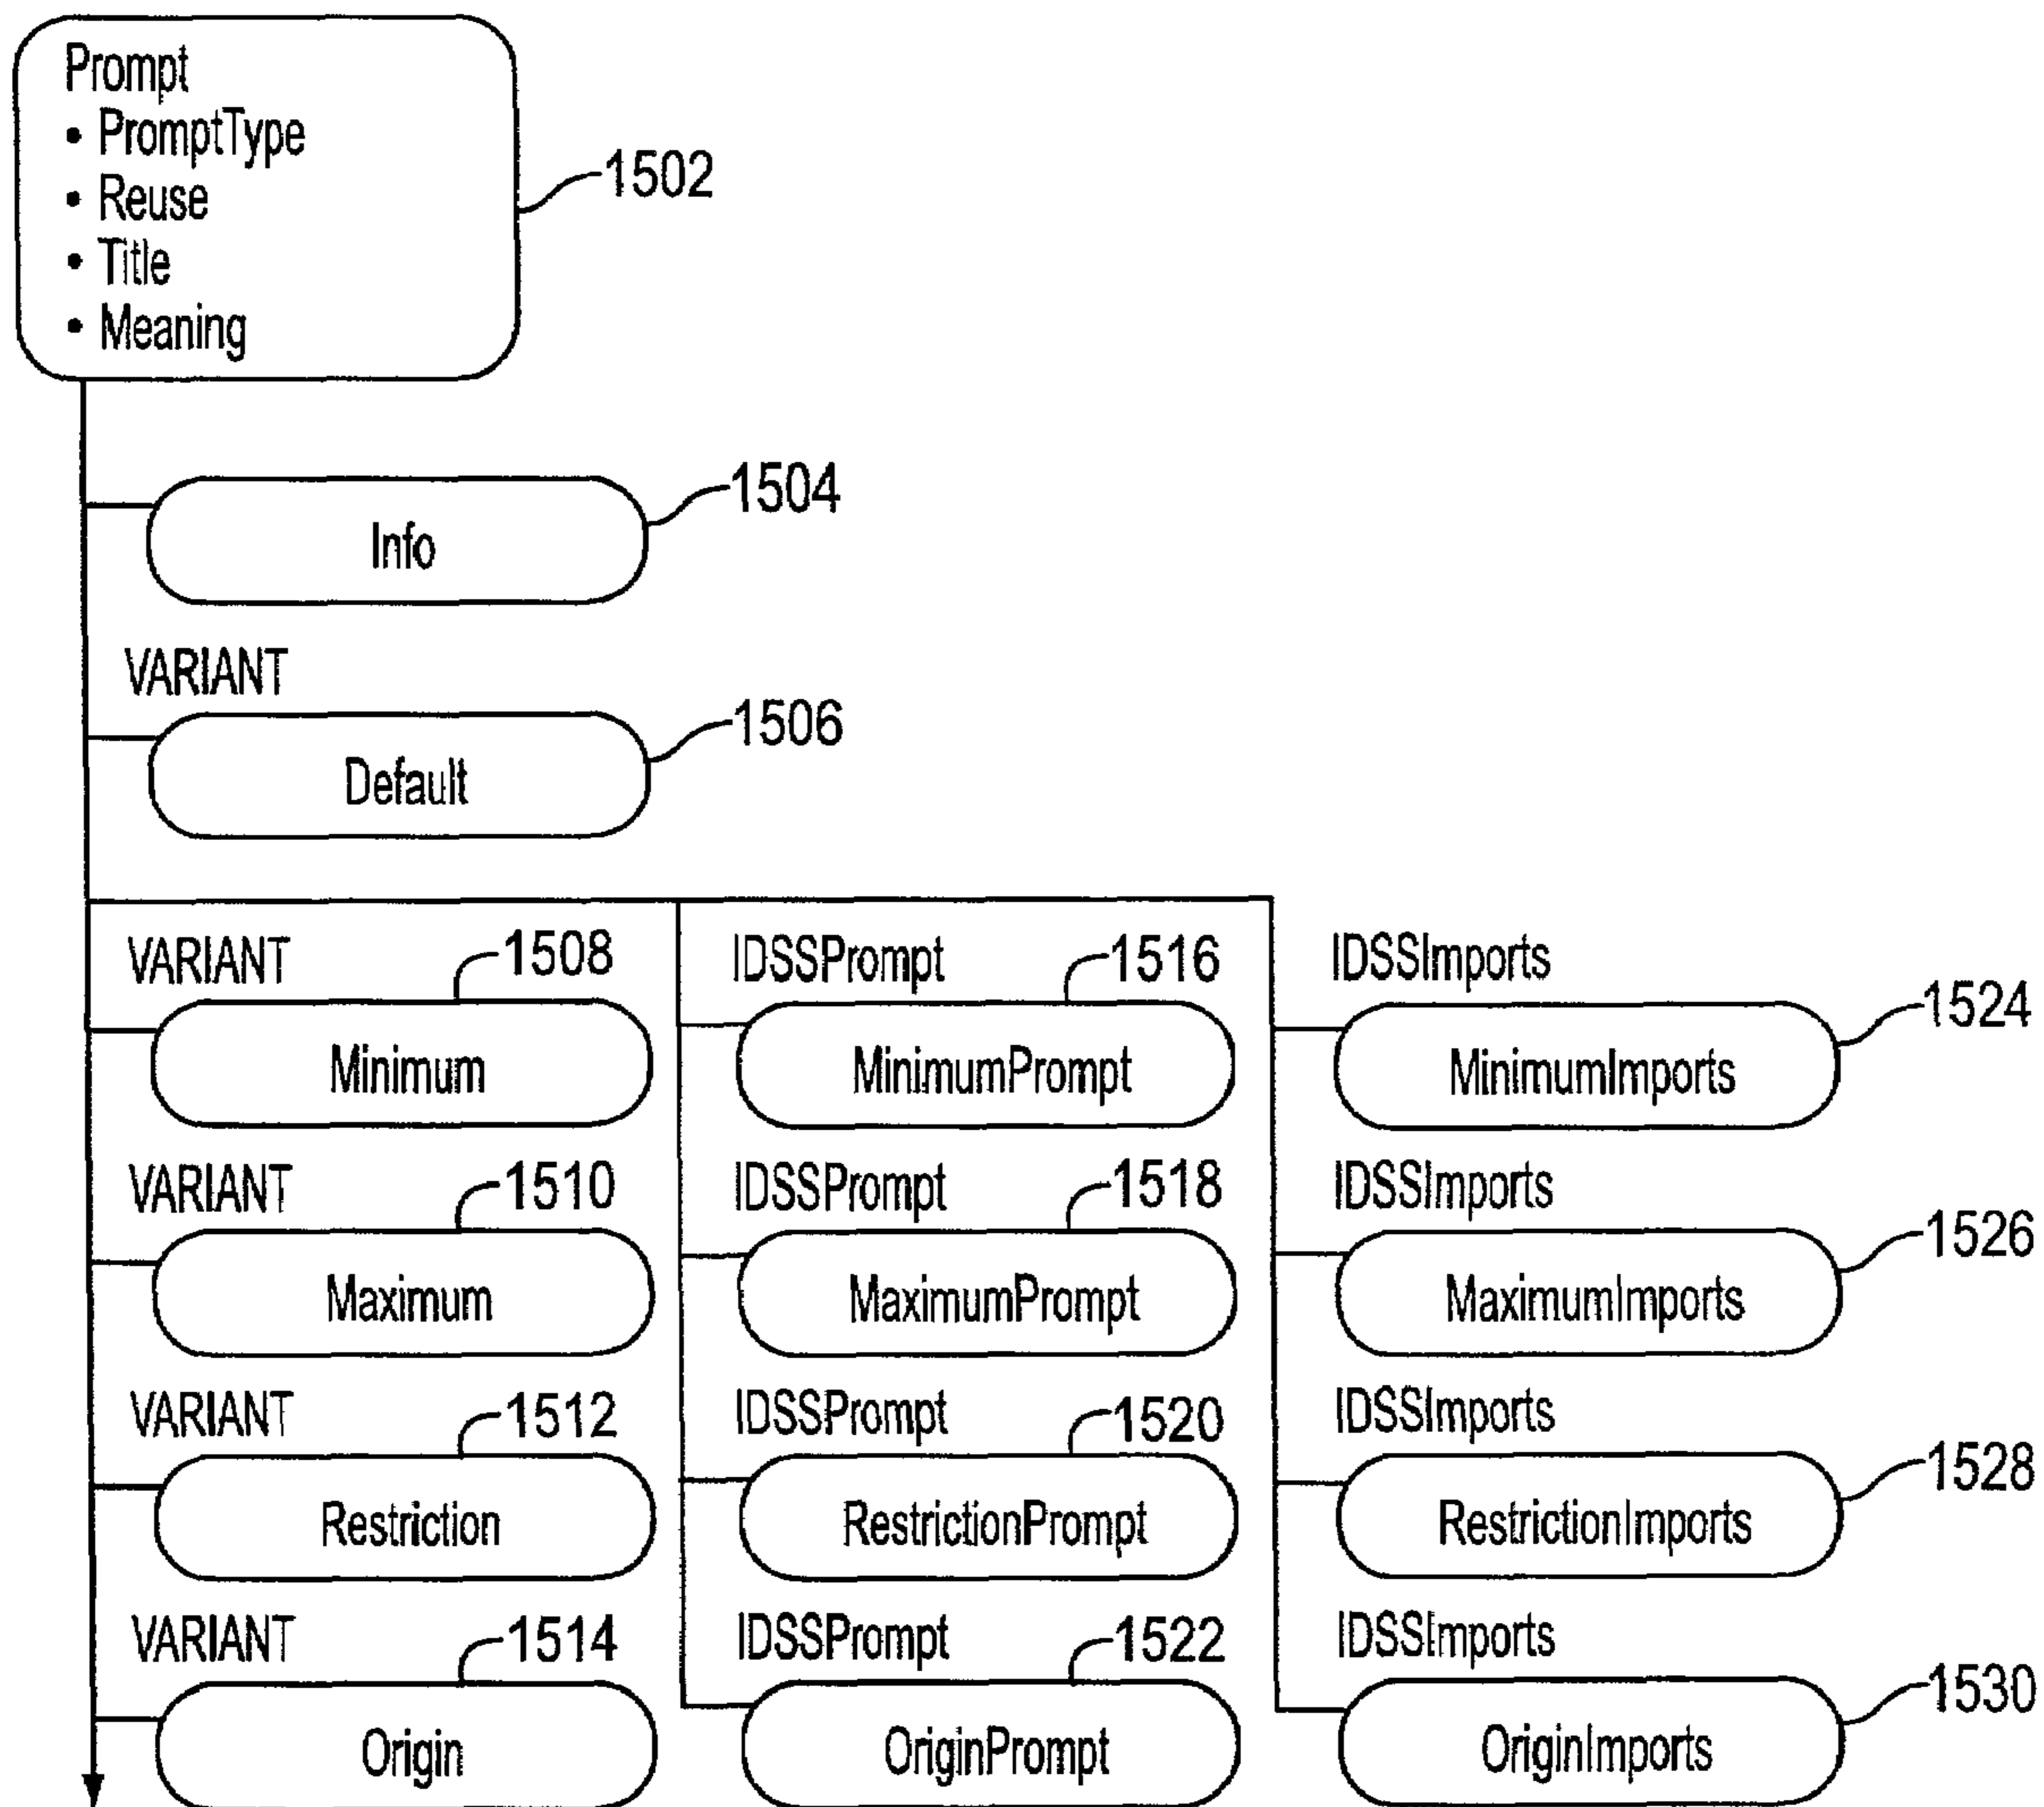 Prompt
• PromptType
• Reuse
• Title
• Meaning
1502
1504
Info
VARIANT
1506
Default
VARIANT 1508 IDSSPrompt 1516 IDSSImports
1524
Minimum MinimumPrompt MinimumImports
VARIANT 1510 IDSSPrompt 1518 IDSSImports
1526
Maximum MaximumPrompt MaximumImports
VARIANT 1512 IDSSPrompt 1520 IDSSImports
1528
Restriction RestrictionPrompt RestrictionImports
VARIANT 1514 IDSSPrompt 1522 IDSSImports
1530
Origin OriginPrompt OriginImports